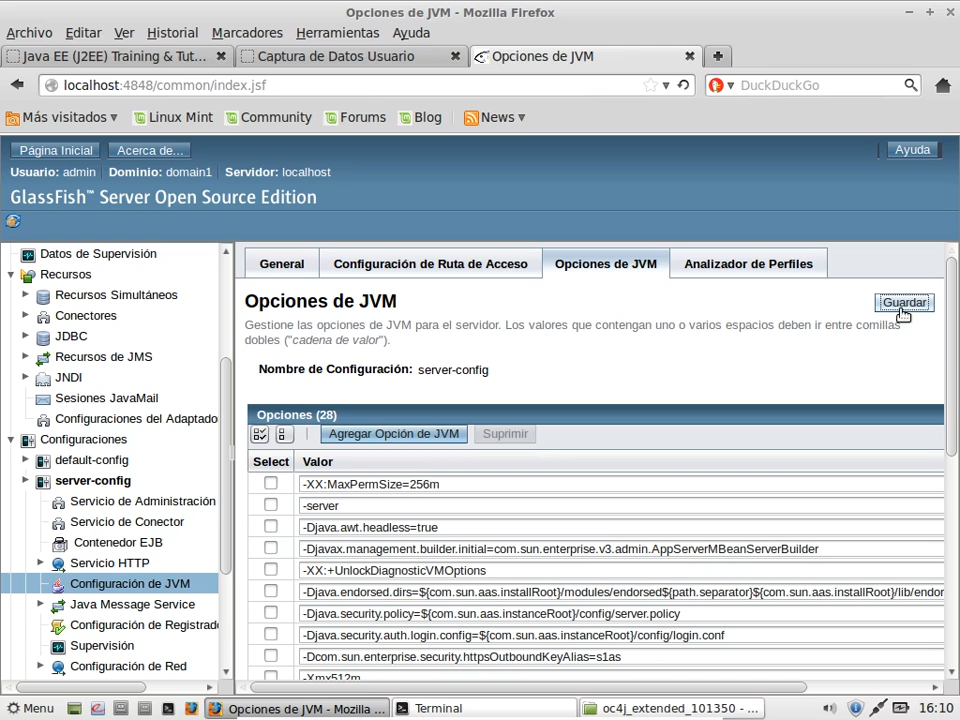 Opciones de JVM - Mozilla Firefox
Archivo Editar Ver Historial Marcadores Herramientas Ayuda
Java EE (J2EE) Training & Tut... Captura de Datos Usuario Opciones de JVM
localhost:4848/common/index.jsf DuckDuckGo
Más visitados Linux Mint Community Forums Blog News
Página Inicial Acerca de... Ayuda
Usuario: admin Dominio: domain1 Servidor: localhost
GlassFish™ Server Open Source Edition
Datos de Supervisión
Recursos
Recursos Simultáneos
Conectores
JDBC
Recursos de JMS
JNDI
Sesiones JavaMail
Configuraciones del Adaptado
Configuraciones
default-config
server-config
Servicio de Administración
Servicio de Conector
Contenedor EJB
Servicio HTTP
Configuración de JVM
Java Message Service
Configuración de Registrado
Supervisión
Configuración de Red
General Configuración de Ruta de Acceso Opciones de JVM Analizador de Perfiles
Opciones de JVM
Guardar
Gestione las opciones de JVM para el servidor. Los valores que contengan uno o varios espacios deben ir entre comillas
dobles ("cadena de valor").
Nombre de Configuración: server-config
Opciones (28)
Agregar Opción de JVM Suprimir
Select Valor
-XX:MaxPermSize=256m
-server
-Djava.awt.headless=true
-Djavax.management.builder.initial=com.sun.enterprise.v3.admin.AppServerMBeanServerBuilder
-XX:+UnlockDiagnosticVMOptions
-Djava.endorsed.dirs=${com.sun.aas.installRoot}/modules/endorsed${path.separator}${com.sun.aas.installRoot}/lib/endor
-Djava.security.policy=${com.sun.aas.instanceRoot}/config/server.policy
-Djava.security.auth.login.config=${com.sun.aas.instanceRoot}/config/login.conf
-Dcom.sun.enterprise.security.httpsOutboundKeyAlias=s1as
-Xmx512m
Menu Opciones de JVM - Mozilla ... Terminal oc4j_extended_101350 - ... 16:10